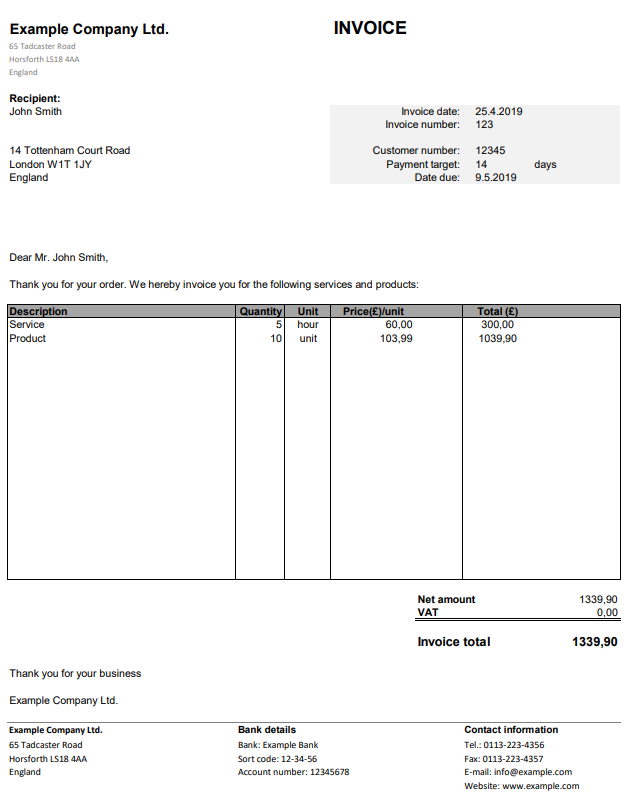 Example Company Ltd.
INVOICE
65 Tadcaster Road
Horsforth LS18 4AA
England
Recipient:
John Smith
Invoice date: 25.4.2019
Invoice number: 123
14 Tottenham Court Road
London W1T 1JY
England
Customer number: 12345
Payment target: 14 days
Date due: 9.5.2019
Dear Mr. John Smith,
Thank you for your order. We hereby invoice you for the following services and products:
Description Quantity Unit Price(£)/unit Total (£)
Service 5 hour 60,00 300,00
Product 10 unit 103,99 1039,90
Net amount 1339,90
VAT 0,00
Invoice total 1339,90
Thank you for your business
Example Company Ltd.
Example Company Ltd.
65 Tadcaster Road
Horsforth LS18 4AA
England
Bank details
Bank: Example Bank
Sort code: 12-34-56
Account number: 12345678
Contact information
Tel.: 0113-223-4356
Fax: 0113-223-4357
E-mail: info@example.com
Website: www.example.com